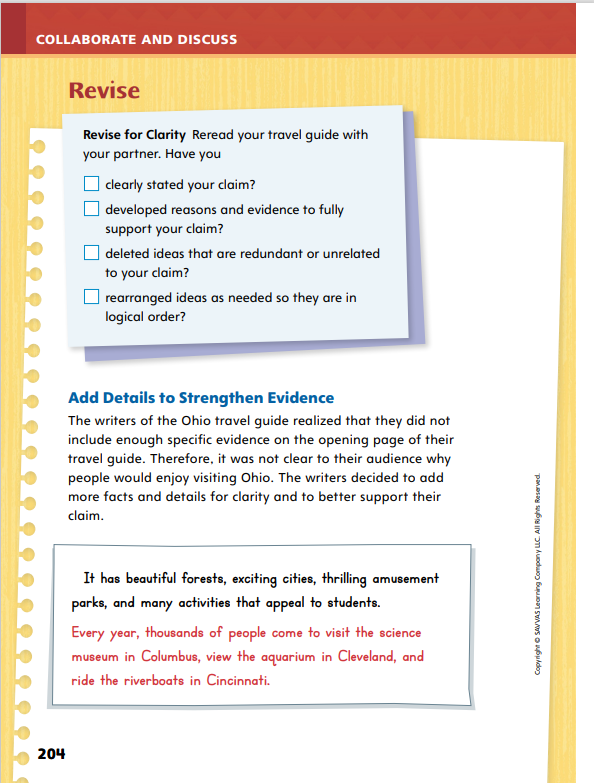 COLLABORATE AND DISCUSS
Revise
Revise for Clarity Reread your travel guide with
your partner. Have you
clearly stated your claim?
developed reasons and evidence to fully
support your claim?
deleted ideas that are redundant or unrelated
to your claim?
rearranged ideas as needed so they are in
logical order?
Add Details to Strengthen Evidence
The writers of the Ohio travel guide realized that they did not
include enough specific evidence on the opening page of their
travel guide. Therefore, it was not clear to their audience why
people would enjoy visiting Ohio. The writers decided to add
more facts and details for clarity and to better support their
claim.
It has beautiful forests, exciting cities, thrilling amusement
parks, and many activities that appeal to students.
Every year, thousands of people come to visit the science
museum in Columbus, view the aquarium in Cleveland, and
ride the riverboats in Cincinnati.
Copyright © SAVVAS Learning Company LLC. All Rights Reserved.
204